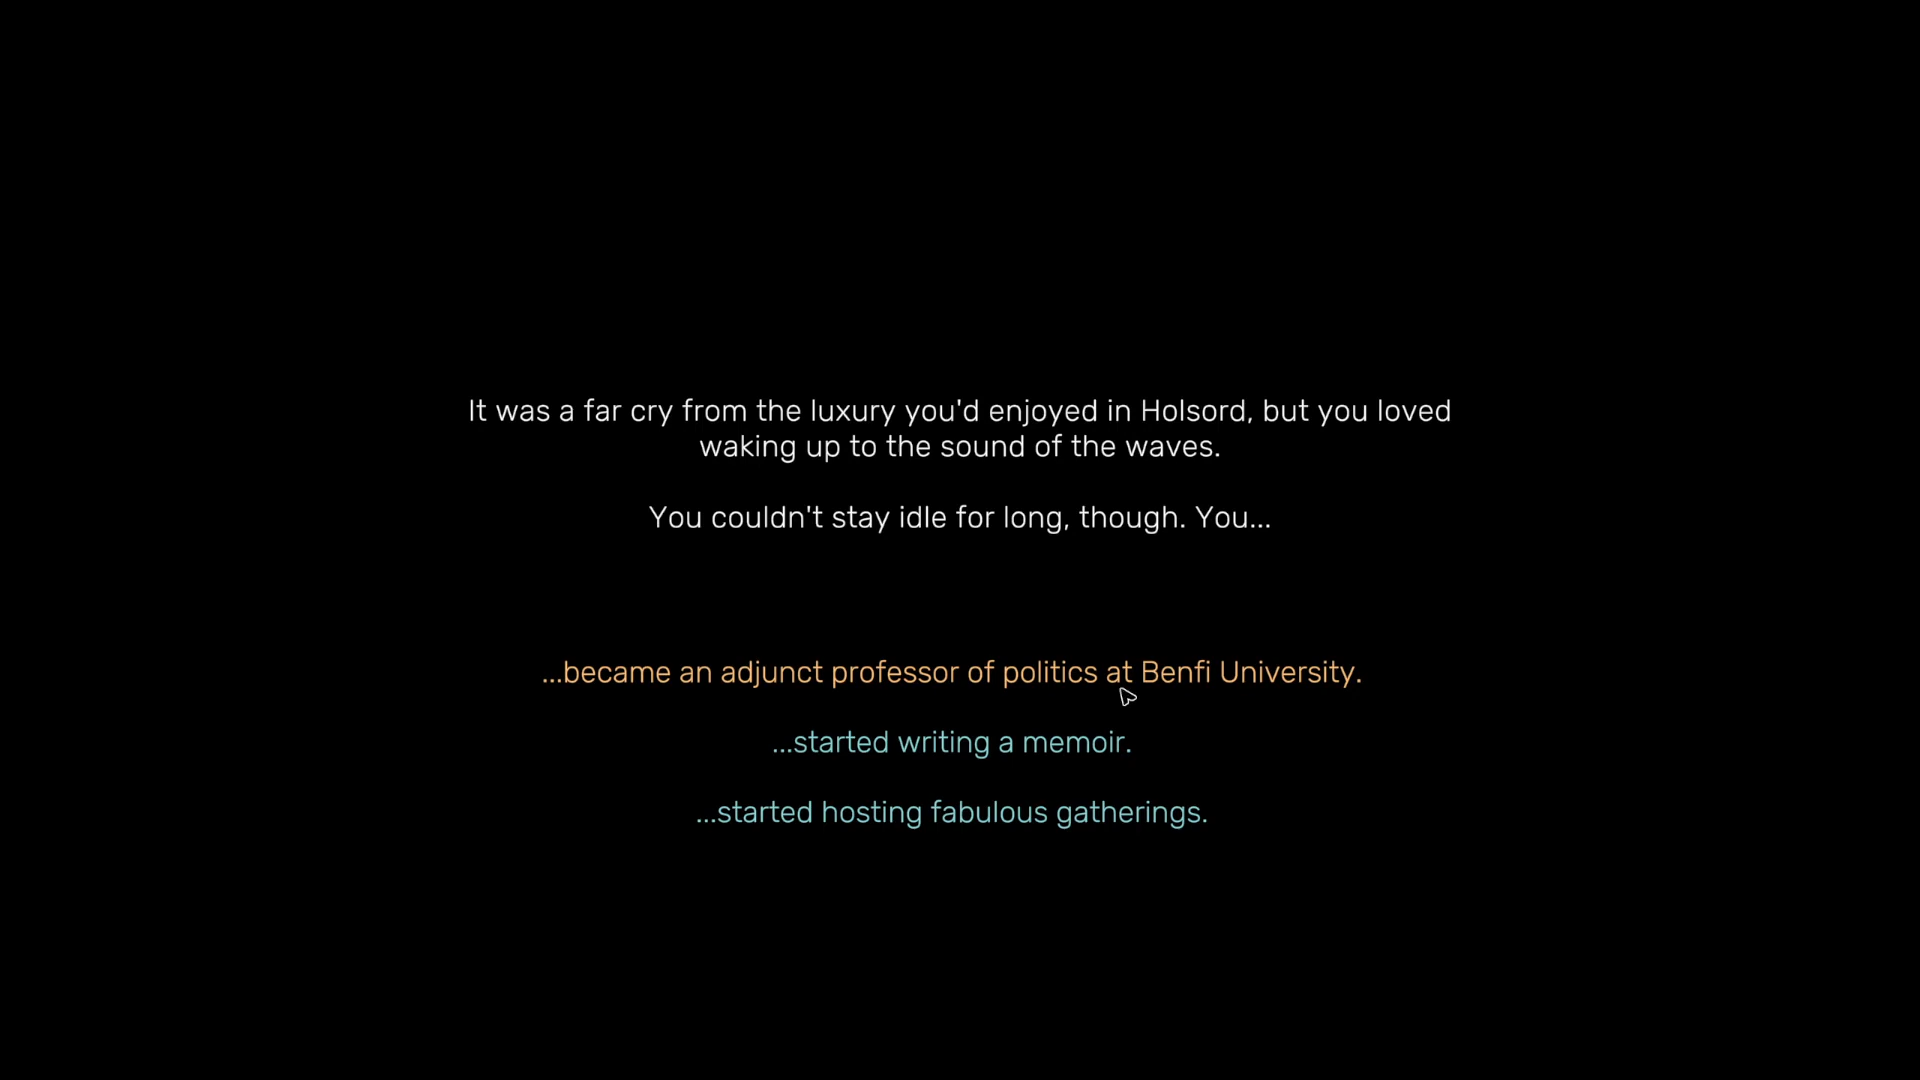 It was a far cry from the luxury you'd enjoyed in Holsord, but you loved
waking up to the sound of the waves.
You couldn't stay idle for long, though. You...
...became an adjunct professor of politics at Benfi University.
...started writing a memoir.
...started hosting fabulous gatherings.